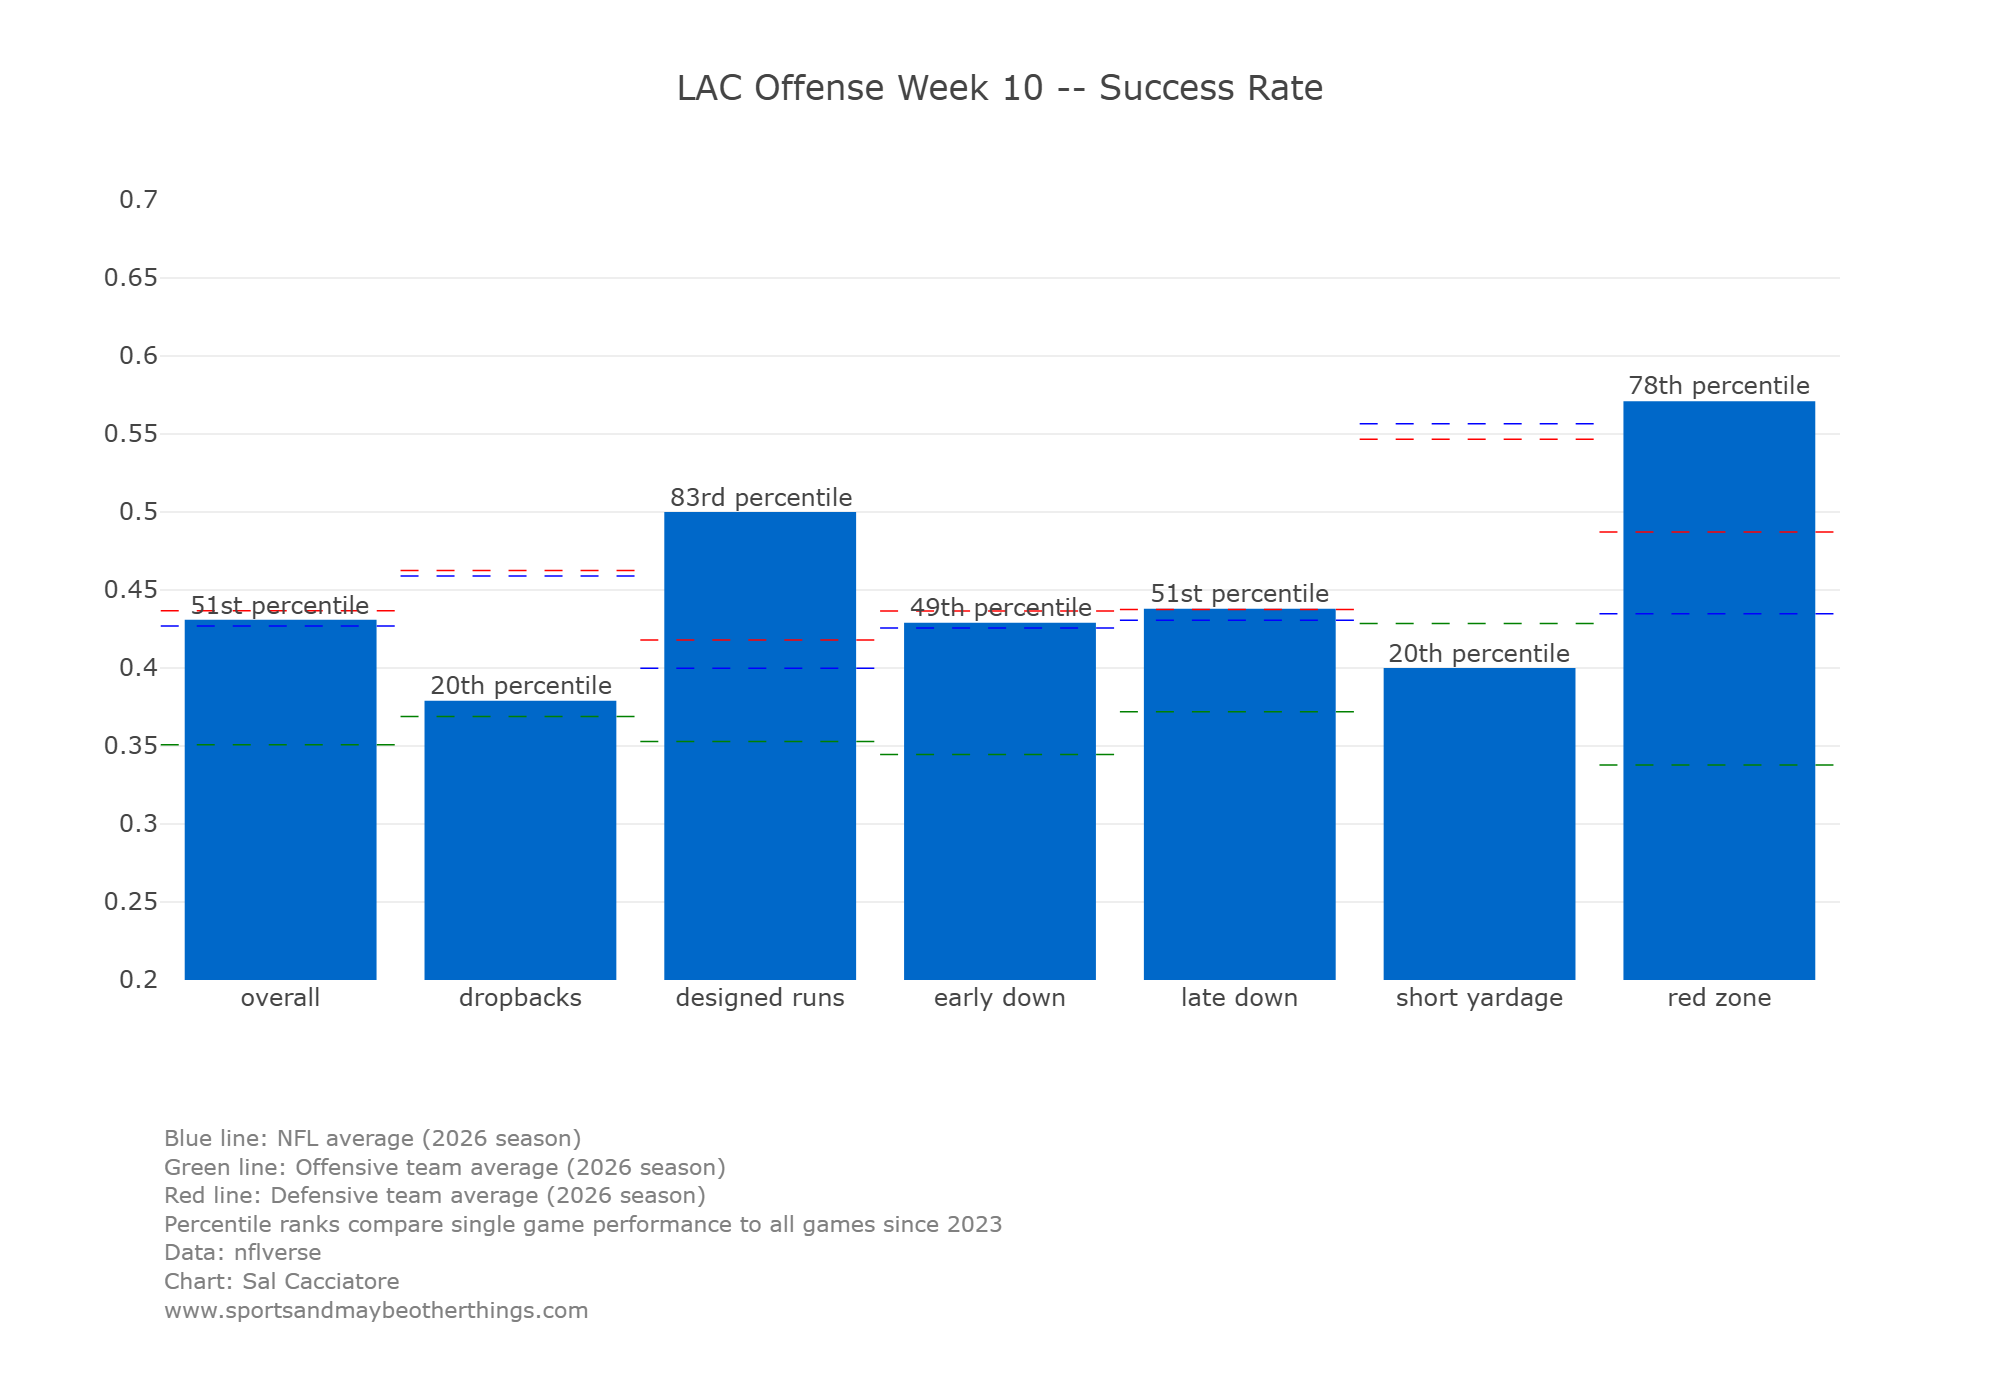 LAC Offense Week 10 -- Success Rate
0.7
0.65
0.6
0.55
0.5
0.45
0.4
0.35
0.3
0.25
0.2
51st percentile
20th percentile
83rd percentile
49th percentile
51st percentile
20th percentile
78th percentile
overall
dropbacks
designed runs
early down
late down
short yardage
red zone
Blue line: NFL average (2026 season)
Green line: Offensive team average (2026 season)
Red line: Defensive team average (2026 season)
Percentile ranks compare single game performance to all games since 2023
Data: nflverse
Chart: Sal Cacciatore
www.sportsandmaybeotherthings.com